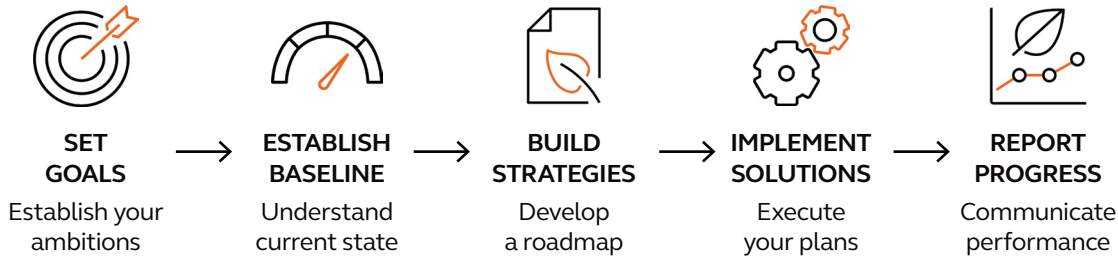 SET
GOALS
Establish your
ambitions
ESTABLISH
BASELINE
Understand
current state
BUILD
STRATEGIES
Develop
a roadmap
IMPLEMENT
SOLUTIONS
Execute
your plans
REPORT
PROGRESS
Communicate
performance